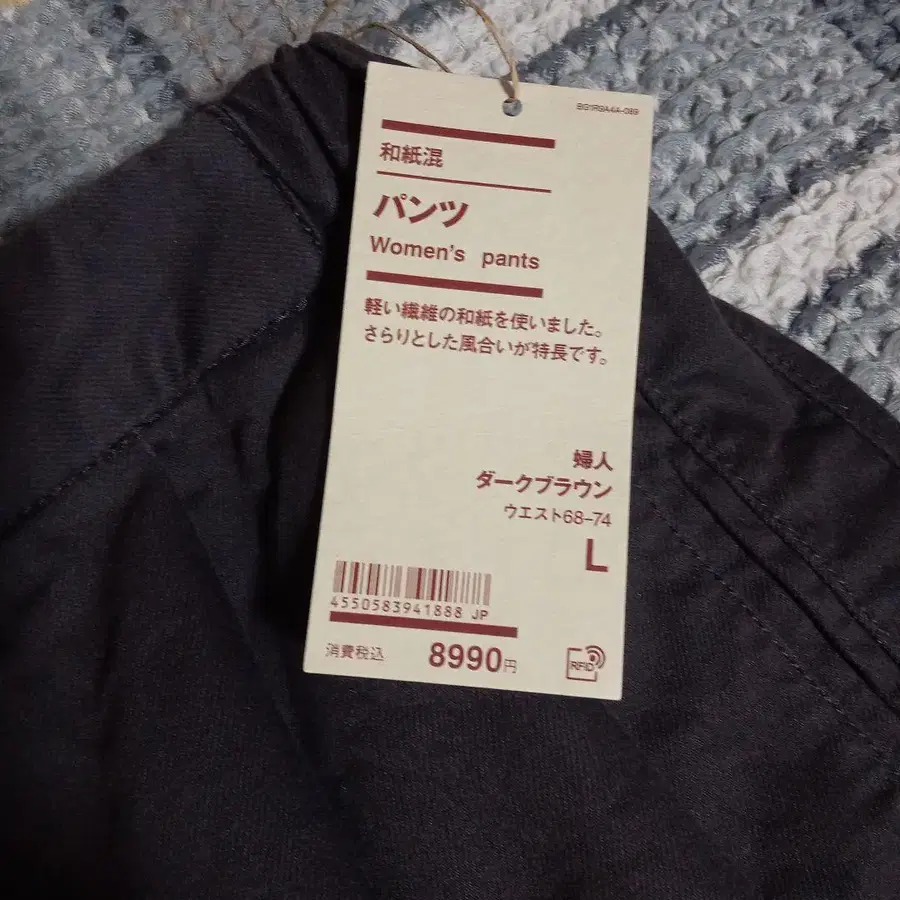 BG1R9A4A-089
和紙混
パンツ
Women's pants
軽い繊維の和紙を使いました。
さらりとした風合いが特長です。
婦人
ダークブラウン
ウエスト68-74
L
4550583941888 JP
消費税込 8990円
RFID